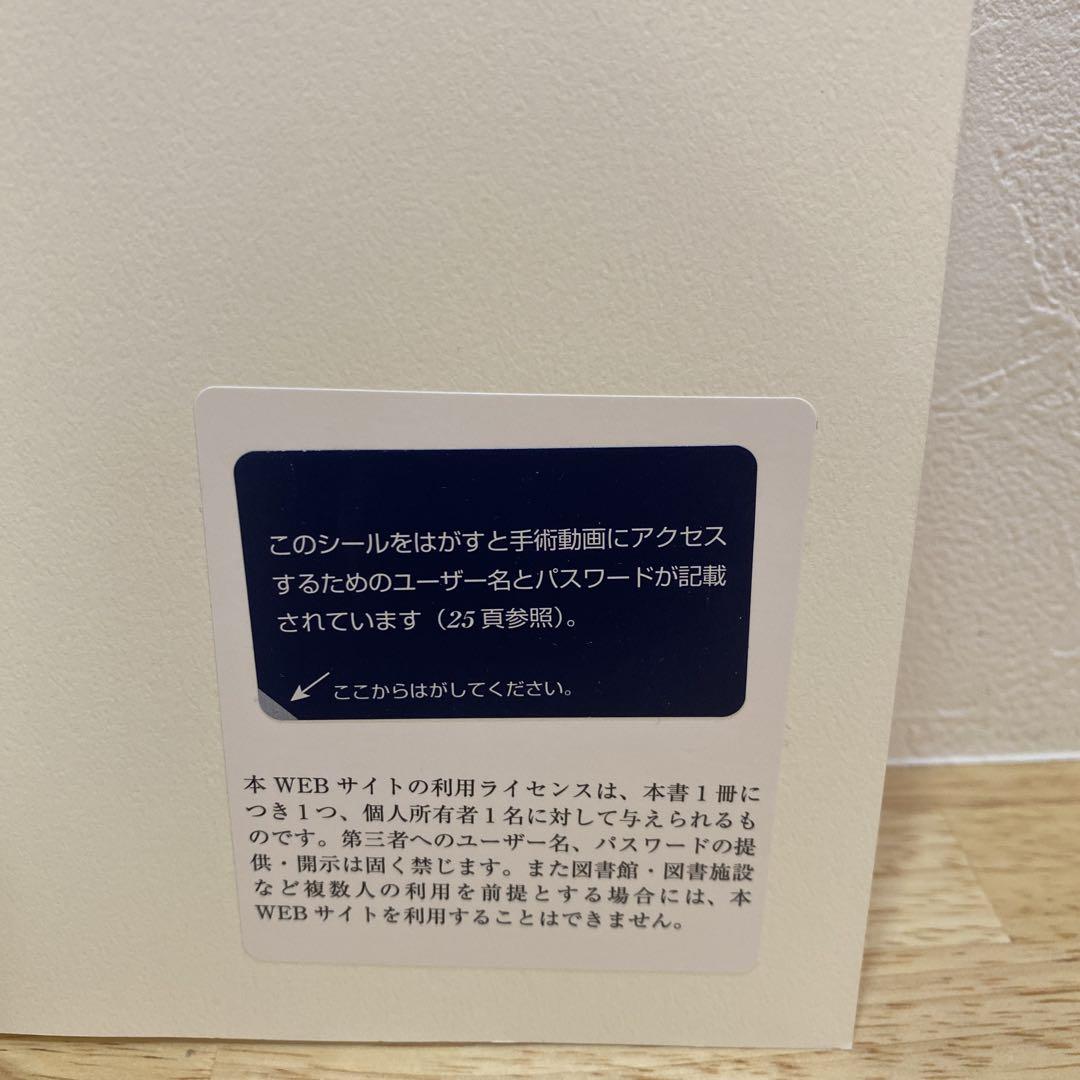 このシールをはがすと手術動画にアクセス
するためのユーザー名とパスワードが記載
されています（25頁参照）。
ここからはがしてください。
本 WEB サイトの利用ライセンスは、本書１冊に
つき１つ、個人所有者１名に対して与えられるも
のです。第三者へのユーザー名、パスワードの提
供・開示は固く禁じます。また図書館・図書施設
など複数人の利用を前提とする場合には、本
WEB サイトを利用することはできません。